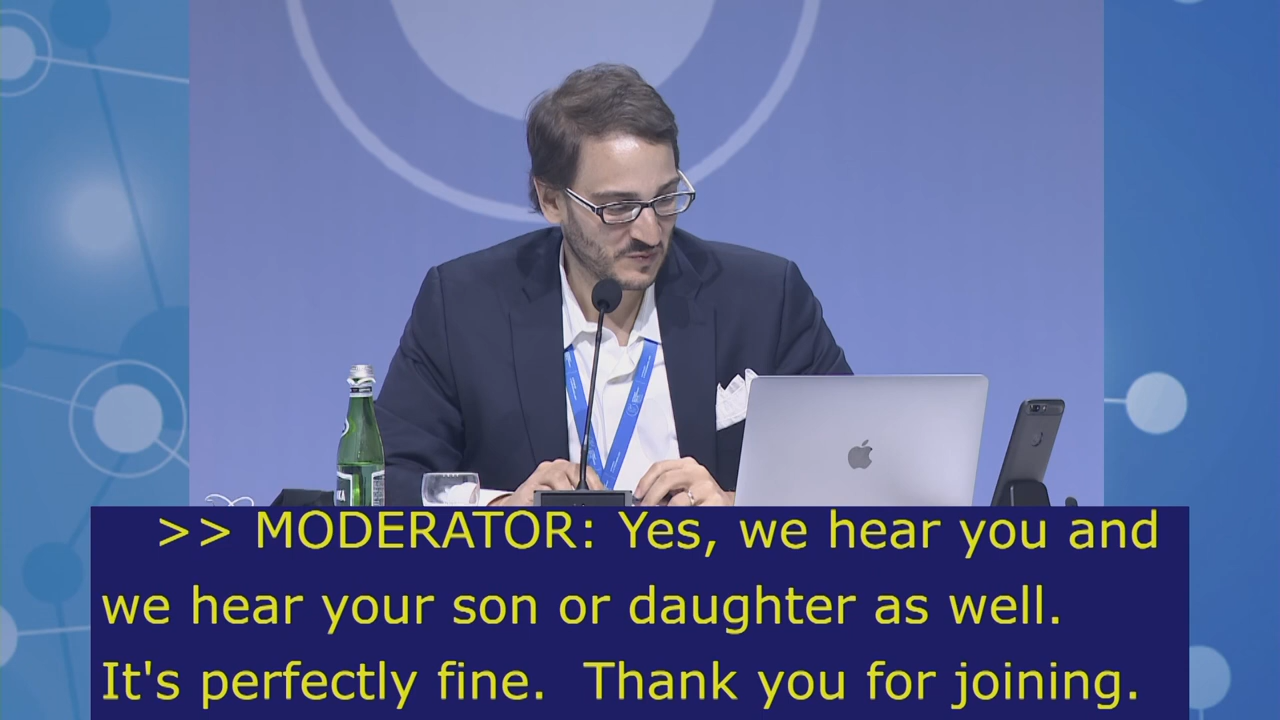 >> MODERATOR: Yes, we hear you and
we hear your son or daughter as well.
It's perfectly fine.  Thank you for joining.